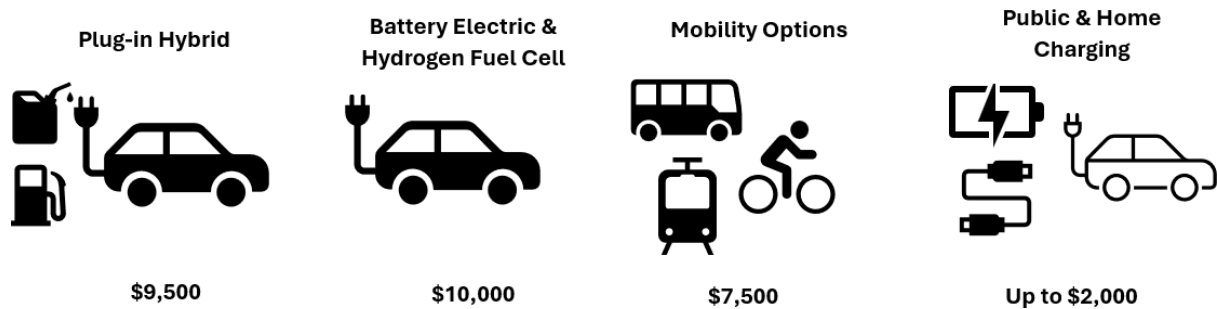 Plug-in Hybrid
$9,500
Battery Electric &
Hydrogen Fuel Cell
$10,000
Mobility Options
$7,500
Public & Home
Charging
Up to $2,000